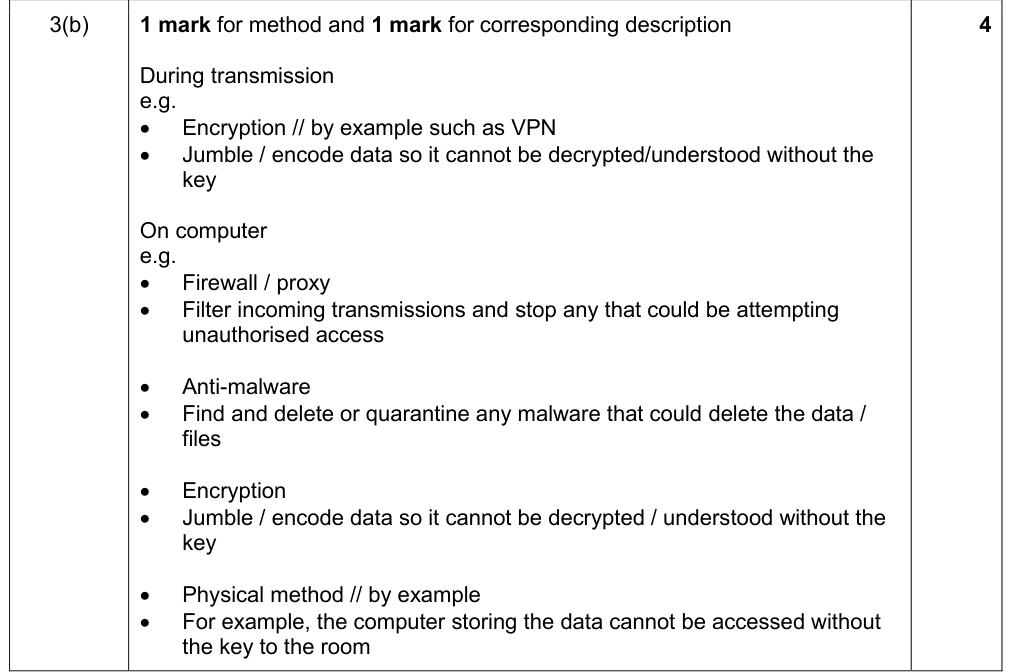 3(b)
1 mark for method and 1 mark for corresponding description
4
During transmission
e.g.
• Encryption // by example such as VPN
• Jumble / encode data so it cannot be decrypted/understood without the
key
On computer
e.g.
• Firewall / proxy
• Filter incoming transmissions and stop any that could be attempting
unauthorised access
• Anti-malware
• Find and delete or quarantine any malware that could delete the data /
files
• Encryption
• Jumble / encode data so it cannot be decrypted / understood without the
key
• Physical method // by example
• For example, the computer storing the data cannot be accessed without
the key to the room